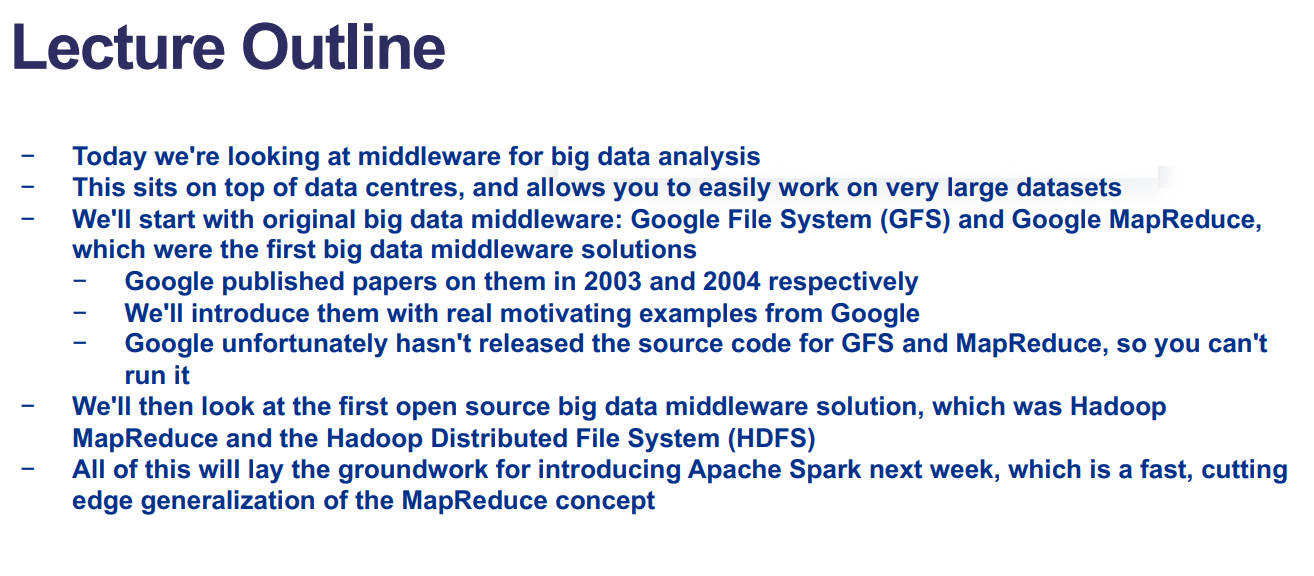 Lecture Outline
– Today we're looking at middleware for big data analysis
– This sits on top of data centres, and allows you to easily work on very large datasets
– We'll start with original big data middleware: Google File System (GFS) and Google MapReduce,
which were the first big data middleware solutions
– Google published papers on them in 2003 and 2004 respectively
– We'll introduce them with real motivating examples from Google
– Google unfortunately hasn't released the source code for GFS and MapReduce, so you can't
run it
– We'll then look at the first open source big data middleware solution, which was Hadoop
MapReduce and the Hadoop Distributed File System (HDFS)
– All of this will lay the groundwork for introducing Apache Spark next week, which is a fast, cutting
edge generalization of the MapReduce concept